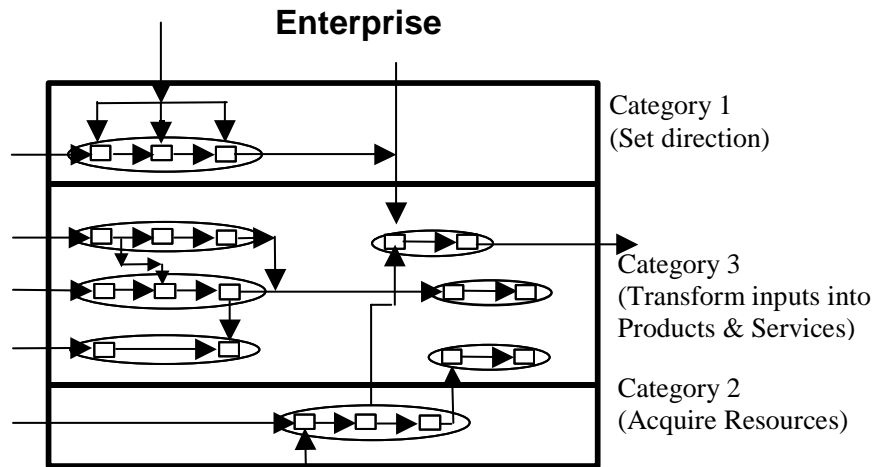 Enterprise
Category 1
(Set direction)
Category 3
(Transform inputs into
Products & Services)
Category 2
(Acquire Resources)